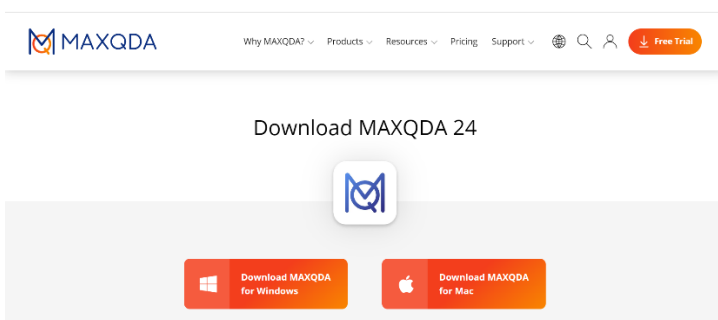 MAXQDA
Why MAXQDA? Products Resources Pricing Support Free Trial
Download MAXQDA 24
Download MAXQDA
for Windows
Download MAXQDA
for Mac